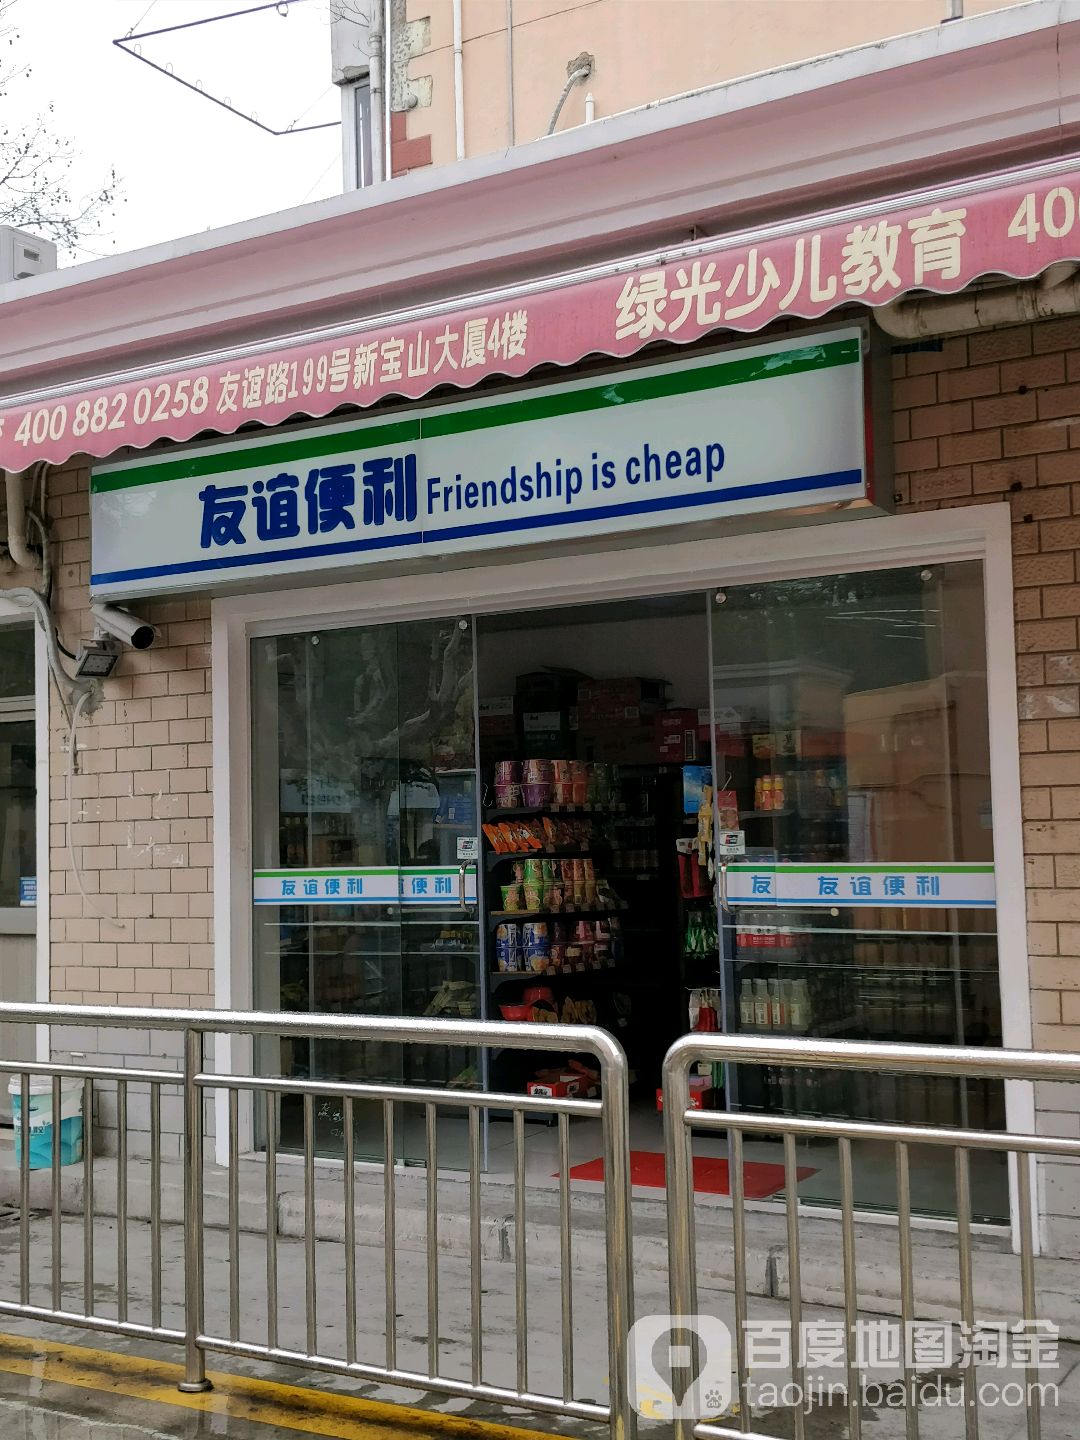 绿光少儿教育 40
400 882 0258 友谊路199号新宝山大厦4楼
友谊便利 Friendship is cheap
友谊便利 宜便利
友 友谊便利
百度地图淘金
taojin.baidu.com